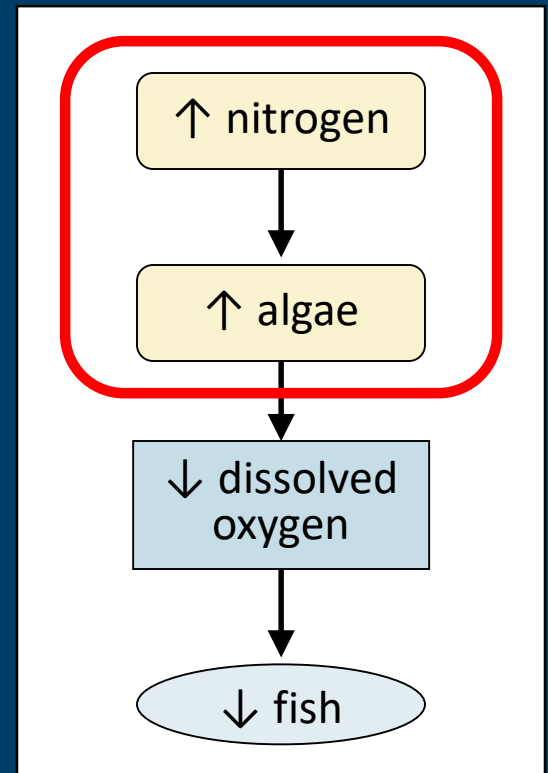 ↑ nitrogen
↑ algae
↓ dissolved
oxygen
↓ fish